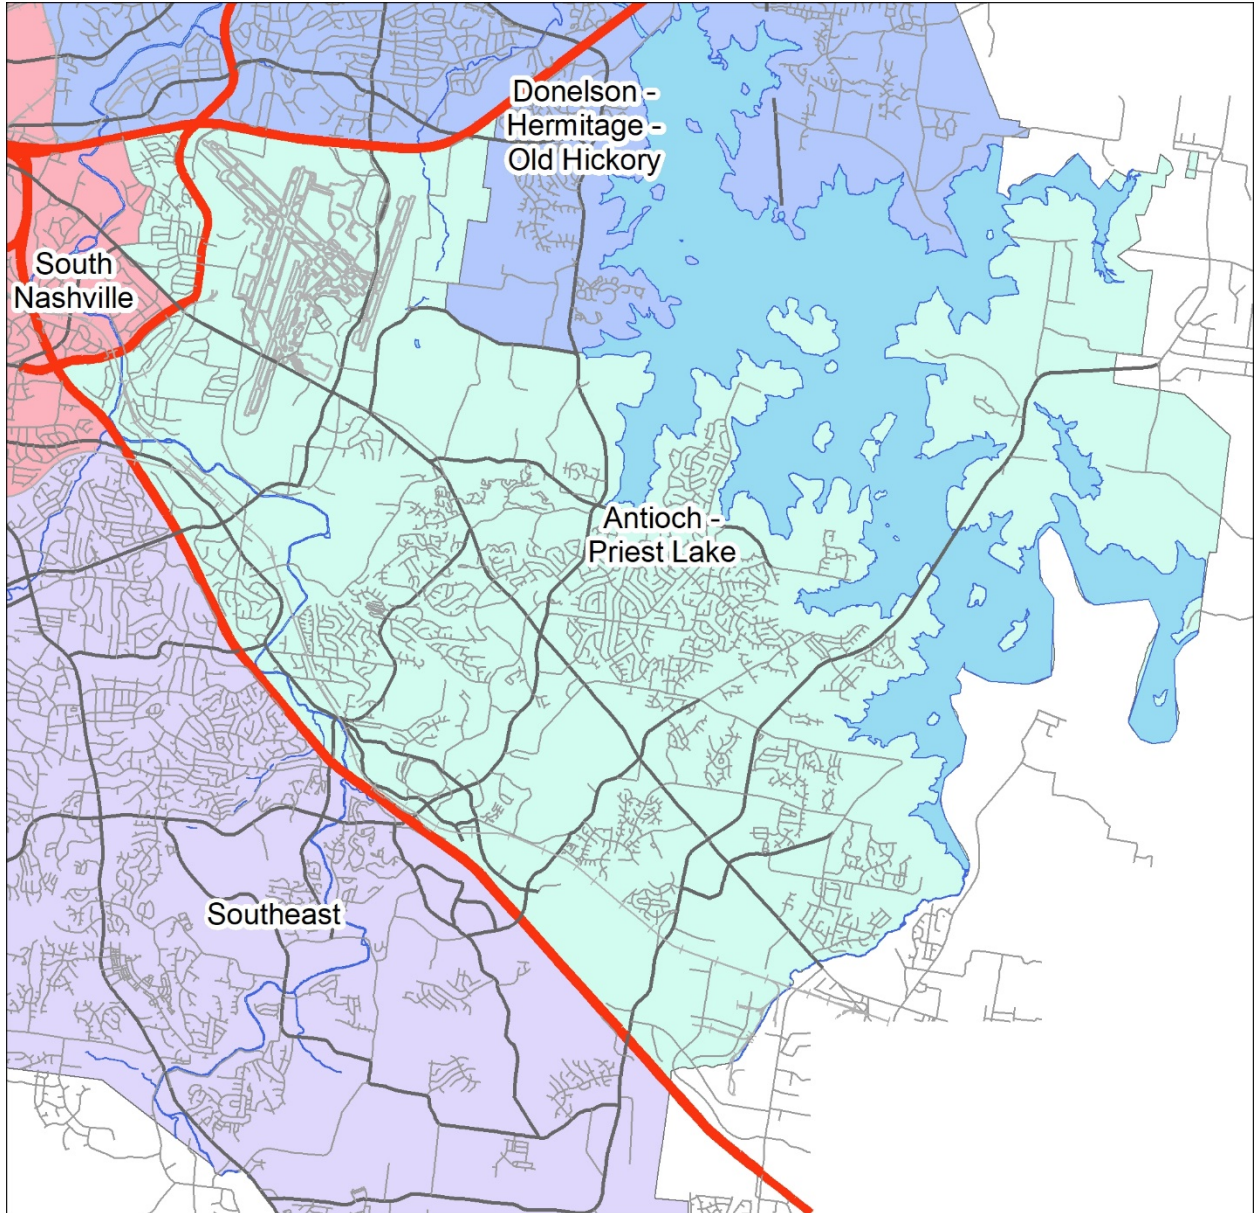 Donelson -
Hermitage -
Old Hickory
South
Nashville
Antioch -
Priest Lake
Southeast